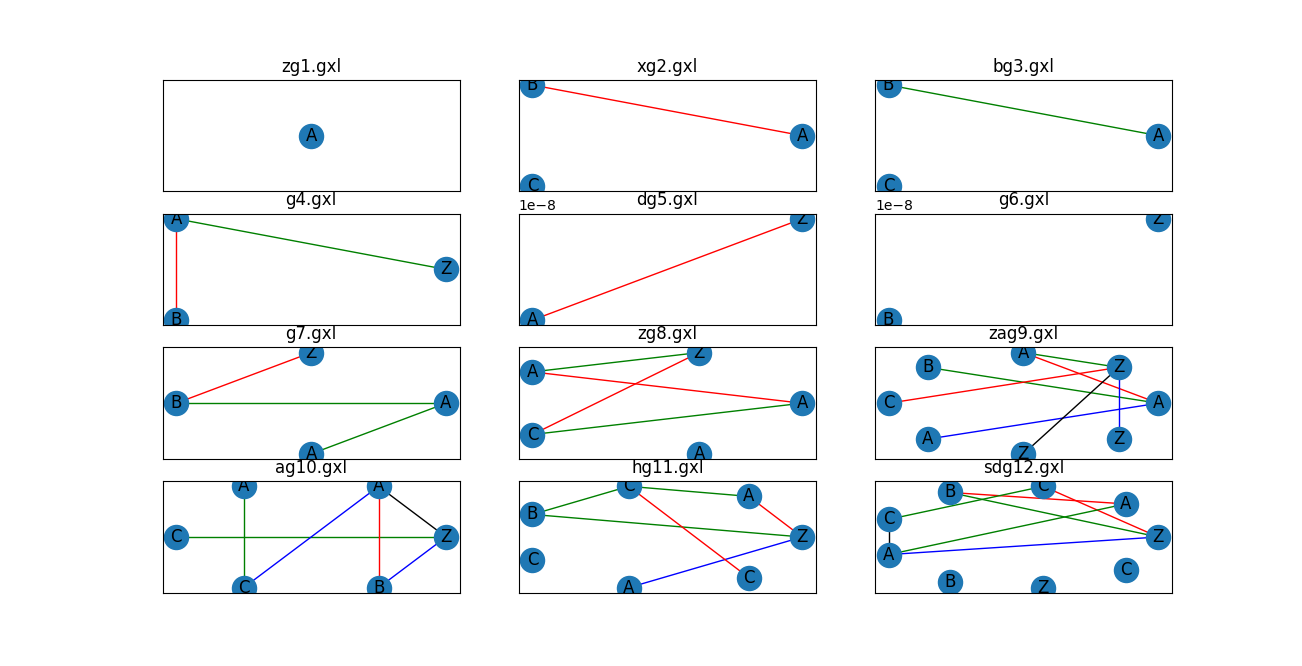 zg1.gxl
A
xg2.gxl
B
A
C
bg3.gxl
B
A
C
g4.gxl
A
Z
B
dg5.gxl
1e−8
Z
A
g6.gxl
1e−8
Z
B
g7.gxl
Z
B
A
A
zg8.gxl
Z
A
A
C
A
zag9.gxl
A
B
Z
C
A
A
Z
Z
ag10.gxl
A
A
C
Z
C
B
hg11.gxl
C
A
B
Z
C
C
A
sdg12.gxl
C
B
A
C
Z
A
C
B
Z